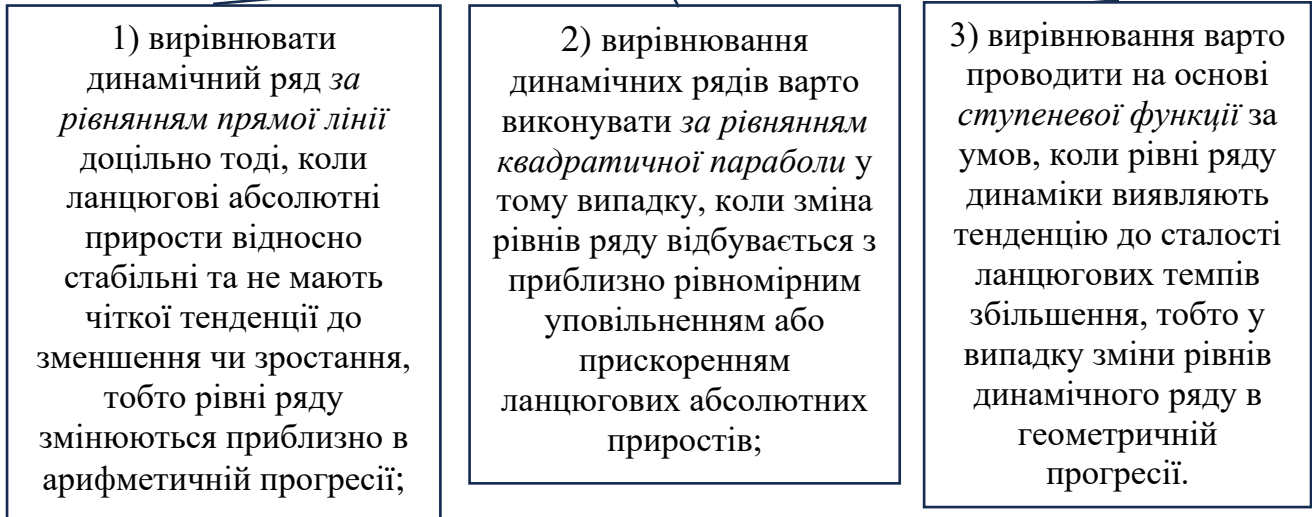 1) вирівнювати
динамічний ряд за
рівнянням прямої лінії
доцільно тоді, коли
ланцюгові абсолютні
прирости відносно
стабільні та не мають
чіткої тенденції до
зменшення чи зростання,
тобто рівні ряду
змінюються приблизно в
арифметичній прогресії;
2) вирівнювання
динамічних рядів варто
виконувати за рівнянням
квадратичної параболи у
тому випадку, коли зміна
рівнів ряду відбувається з
приблизно рівномірним
уповільненням або
прискоренням
ланцюгових абсолютних
приростів;
3) вирівнювання варто
проводити на основі
ступеневої функції за
умов, коли рівні ряду
динаміки виявляють
тенденцію до сталості
ланцюгових темпів
збільшення, тобто у
випадку зміни рівнів
динамічного ряду в
геометричній
прогресії.